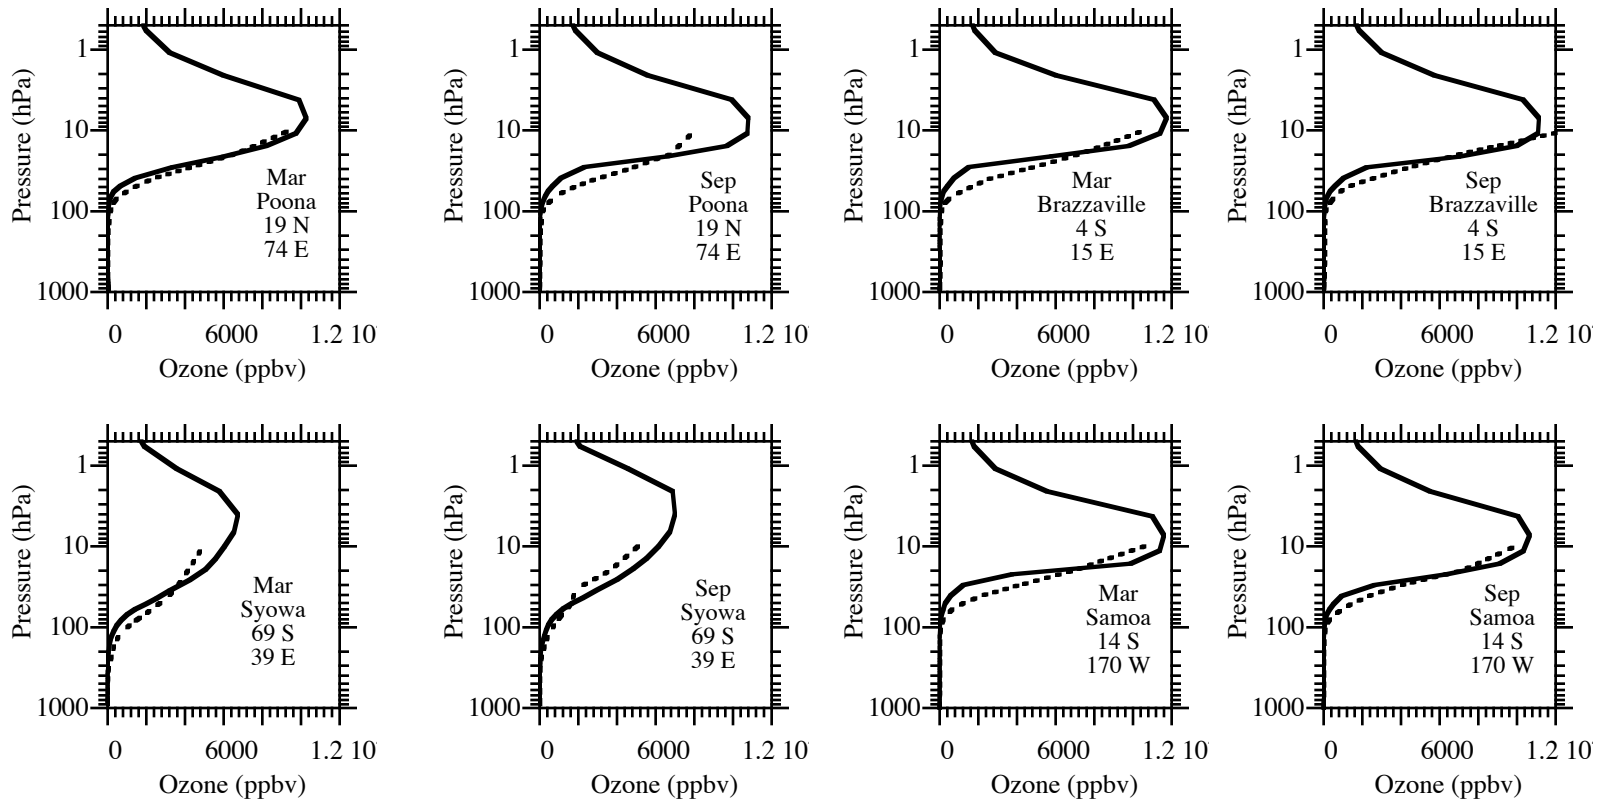 Pressure (hPa)
1
10
100
1000
Mar
Poona
19 N
74 E
0 6000 1.2 10
Ozone (ppbv)
Pressure (hPa)
1
10
100
1000
Sep
Poona
19 N
74 E
0 6000 1.2 10
Ozone (ppbv)
Pressure (hPa)
1
10
100
1000
Mar
Brazzaville
4 S
15 E
0 6000 1.2 10
Ozone (ppbv)
Pressure (hPa)
1
10
100
1000
Sep
Brazzaville
4 S
15 E
0 6000 1.2 10
Ozone (ppbv)
Pressure (hPa)
1
10
100
1000
Mar
Syowa
69 S
39 E
0 6000 1.2 10
Ozone (ppbv)
Pressure (hPa)
1
10
100
1000
Sep
Syowa
69 S
39 E
0 6000 1.2 10
Ozone (ppbv)
Pressure (hPa)
1
10
100
1000
Mar
Samoa
14 S
170 W
0 6000 1.2 10
Ozone (ppbv)
Pressure (hPa)
1
10
100
1000
Sep
Samoa
14 S
170 W
0 6000 1.2 10
Ozone (ppbv)